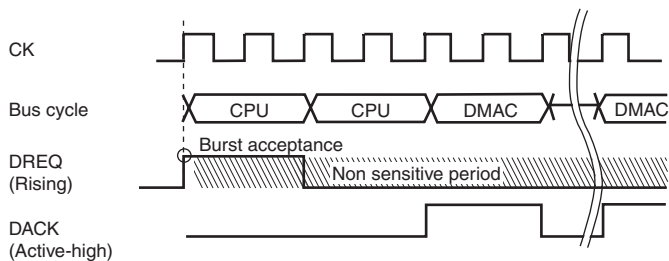 CK
Bus cycle
CPU
CPU
DMAC
DMAC
Burst acceptance
DREQ
(Rising)
Non sensitive period
DACK
(Active-high)